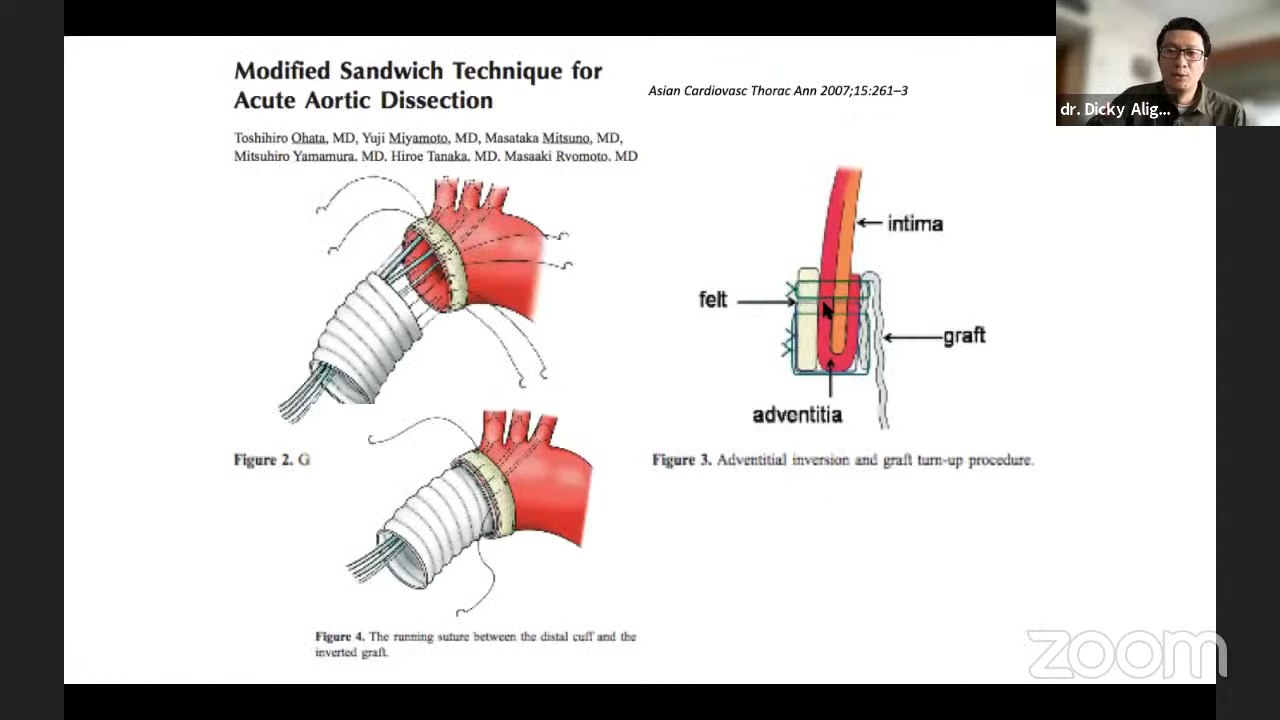 Modified Sandwich Technique for
Acute Aortic Dissection
Asian Cardiovasc Thorac Ann 2007;15:261–3
Toshihiro Ohata, MD, Yuji Miyamoto, MD, Masataka Mitsuno, MD,
Mitsuhiro Yamamura. MD. Hiroe Tanaka. MD. Masaaki Ryomoto. MD
dr. Dicky Alig...
intima
felt
graft
adventitia
Figure 2. G
Figure 3. Adventitial inversion and graft turn-up procedure.
Figure 4. The running suture between the distal cuff and the
inverted graft.
zoom